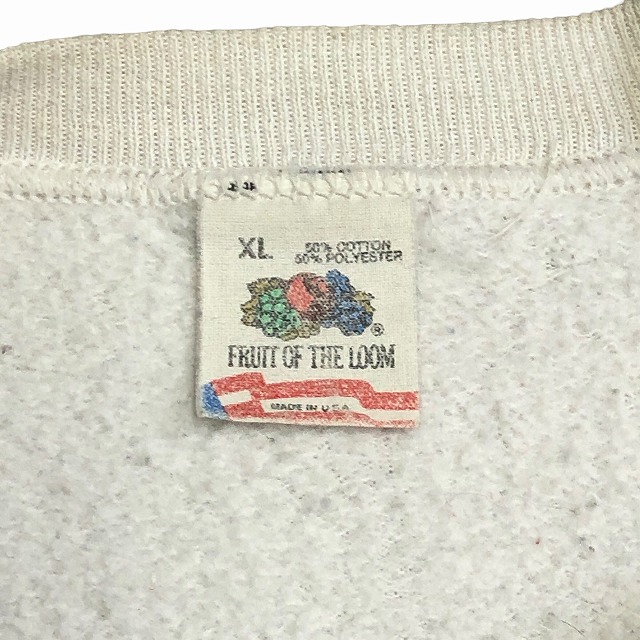 XL
50% COTTON
50% POLYESTER
®
FRUIT OF THE LOOM
MADE IN U.S.A.